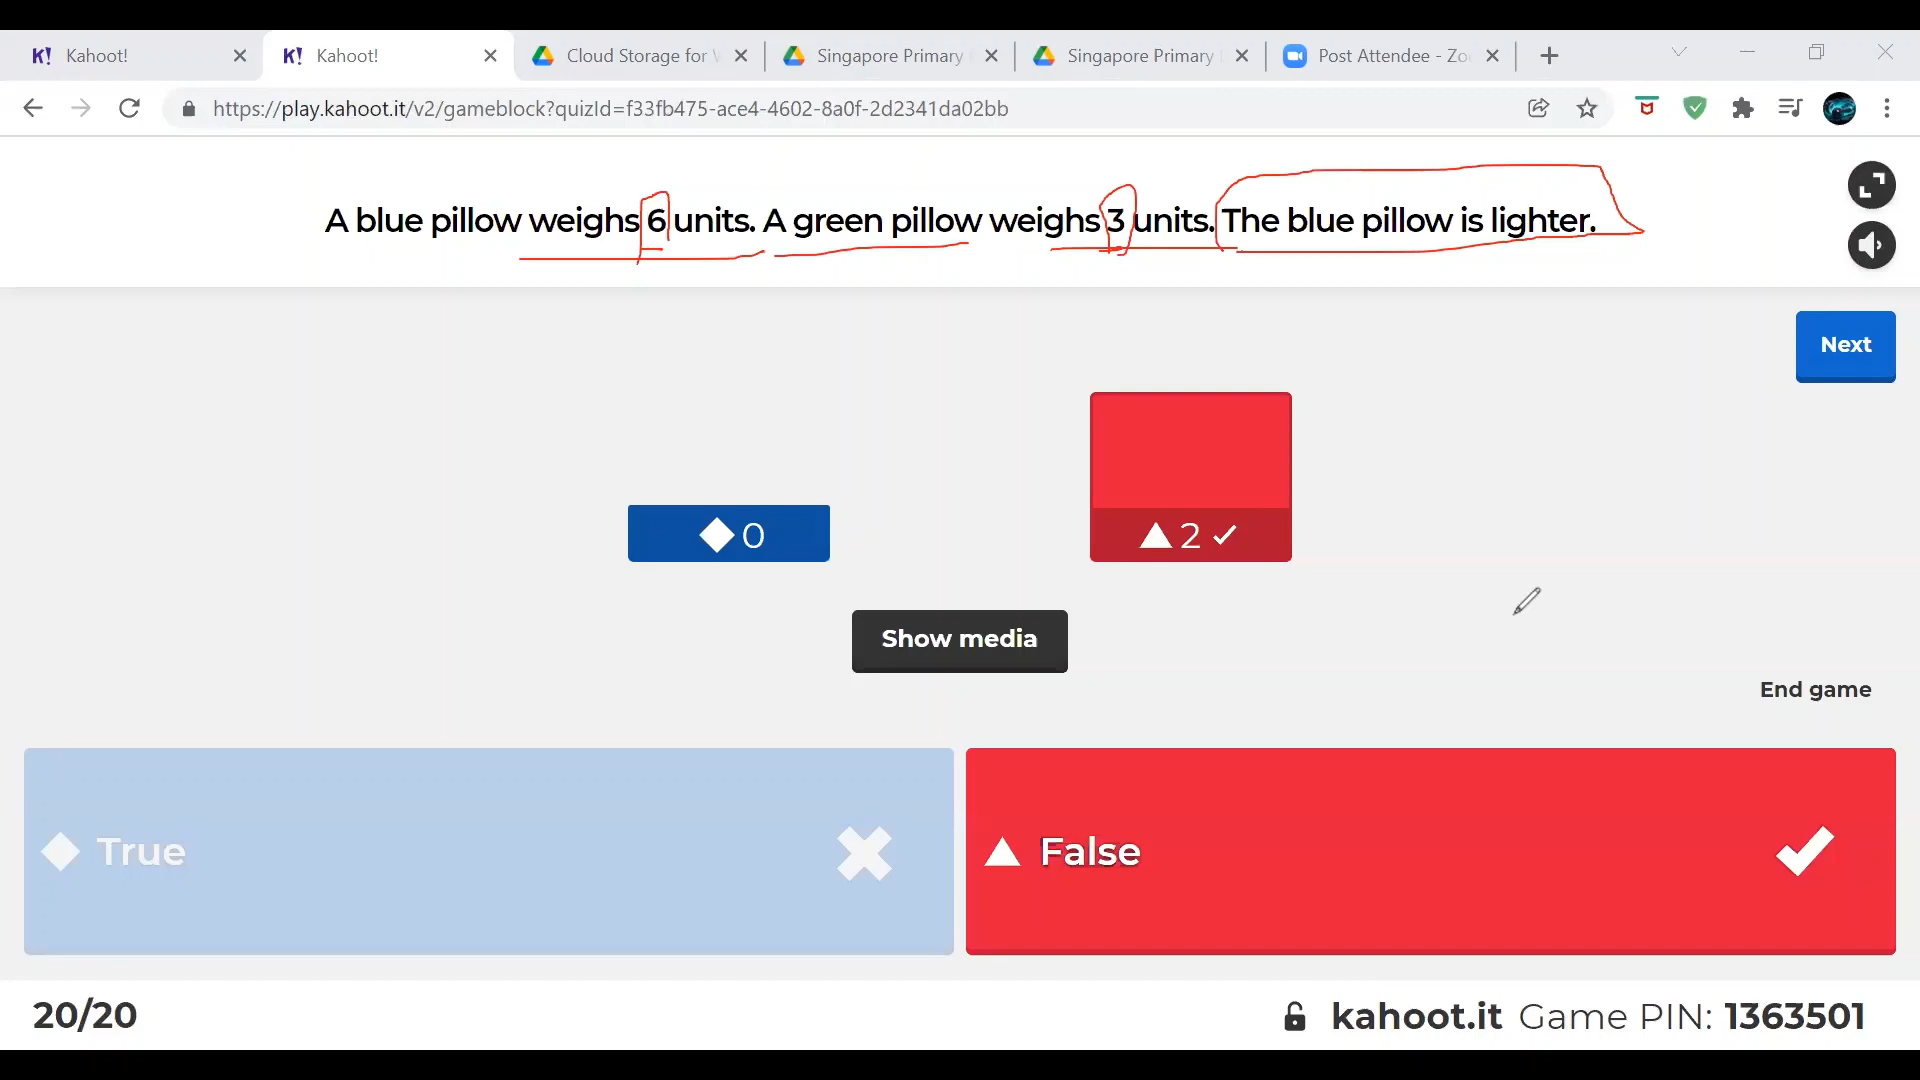 K! Kahoot!
K! Kahoot!
Cloud Storage for
Singapore Primary
Singapore Primary
Post Attendee - Zo
https://play.kahoot.it/v2/gameblock?quizId=f33fb475-ace4-4602-8a0f-2d2341da02bb
A blue pillow weighs 6 units. A green pillow weighs 3 units. The blue pillow is lighter.
Next
0
2
Show media
End game
True
False
20/20
kahoot.it Game PIN: 1363501